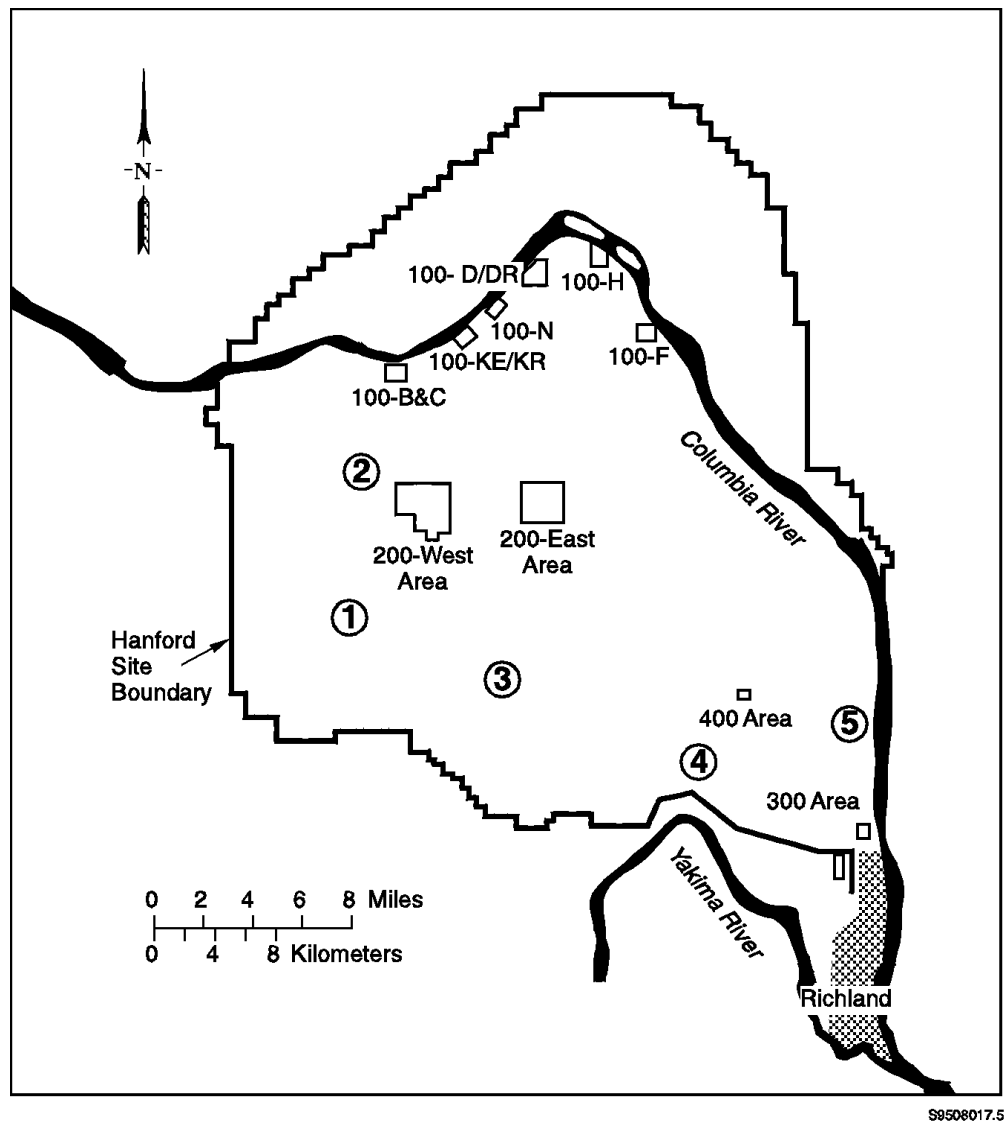 -N-
100- D/DR
100-H
100-N
100-F
100-KE/KR
100-B&C
Columbia River
2
200-West
Area
200-East
Area
1
Hanford
Site
Boundary
3
400 Area
5
4
300 Area
Yakima River
0 2 4 6 8 Miles
0 4 8 Kilometers
Richland
S9508017.5